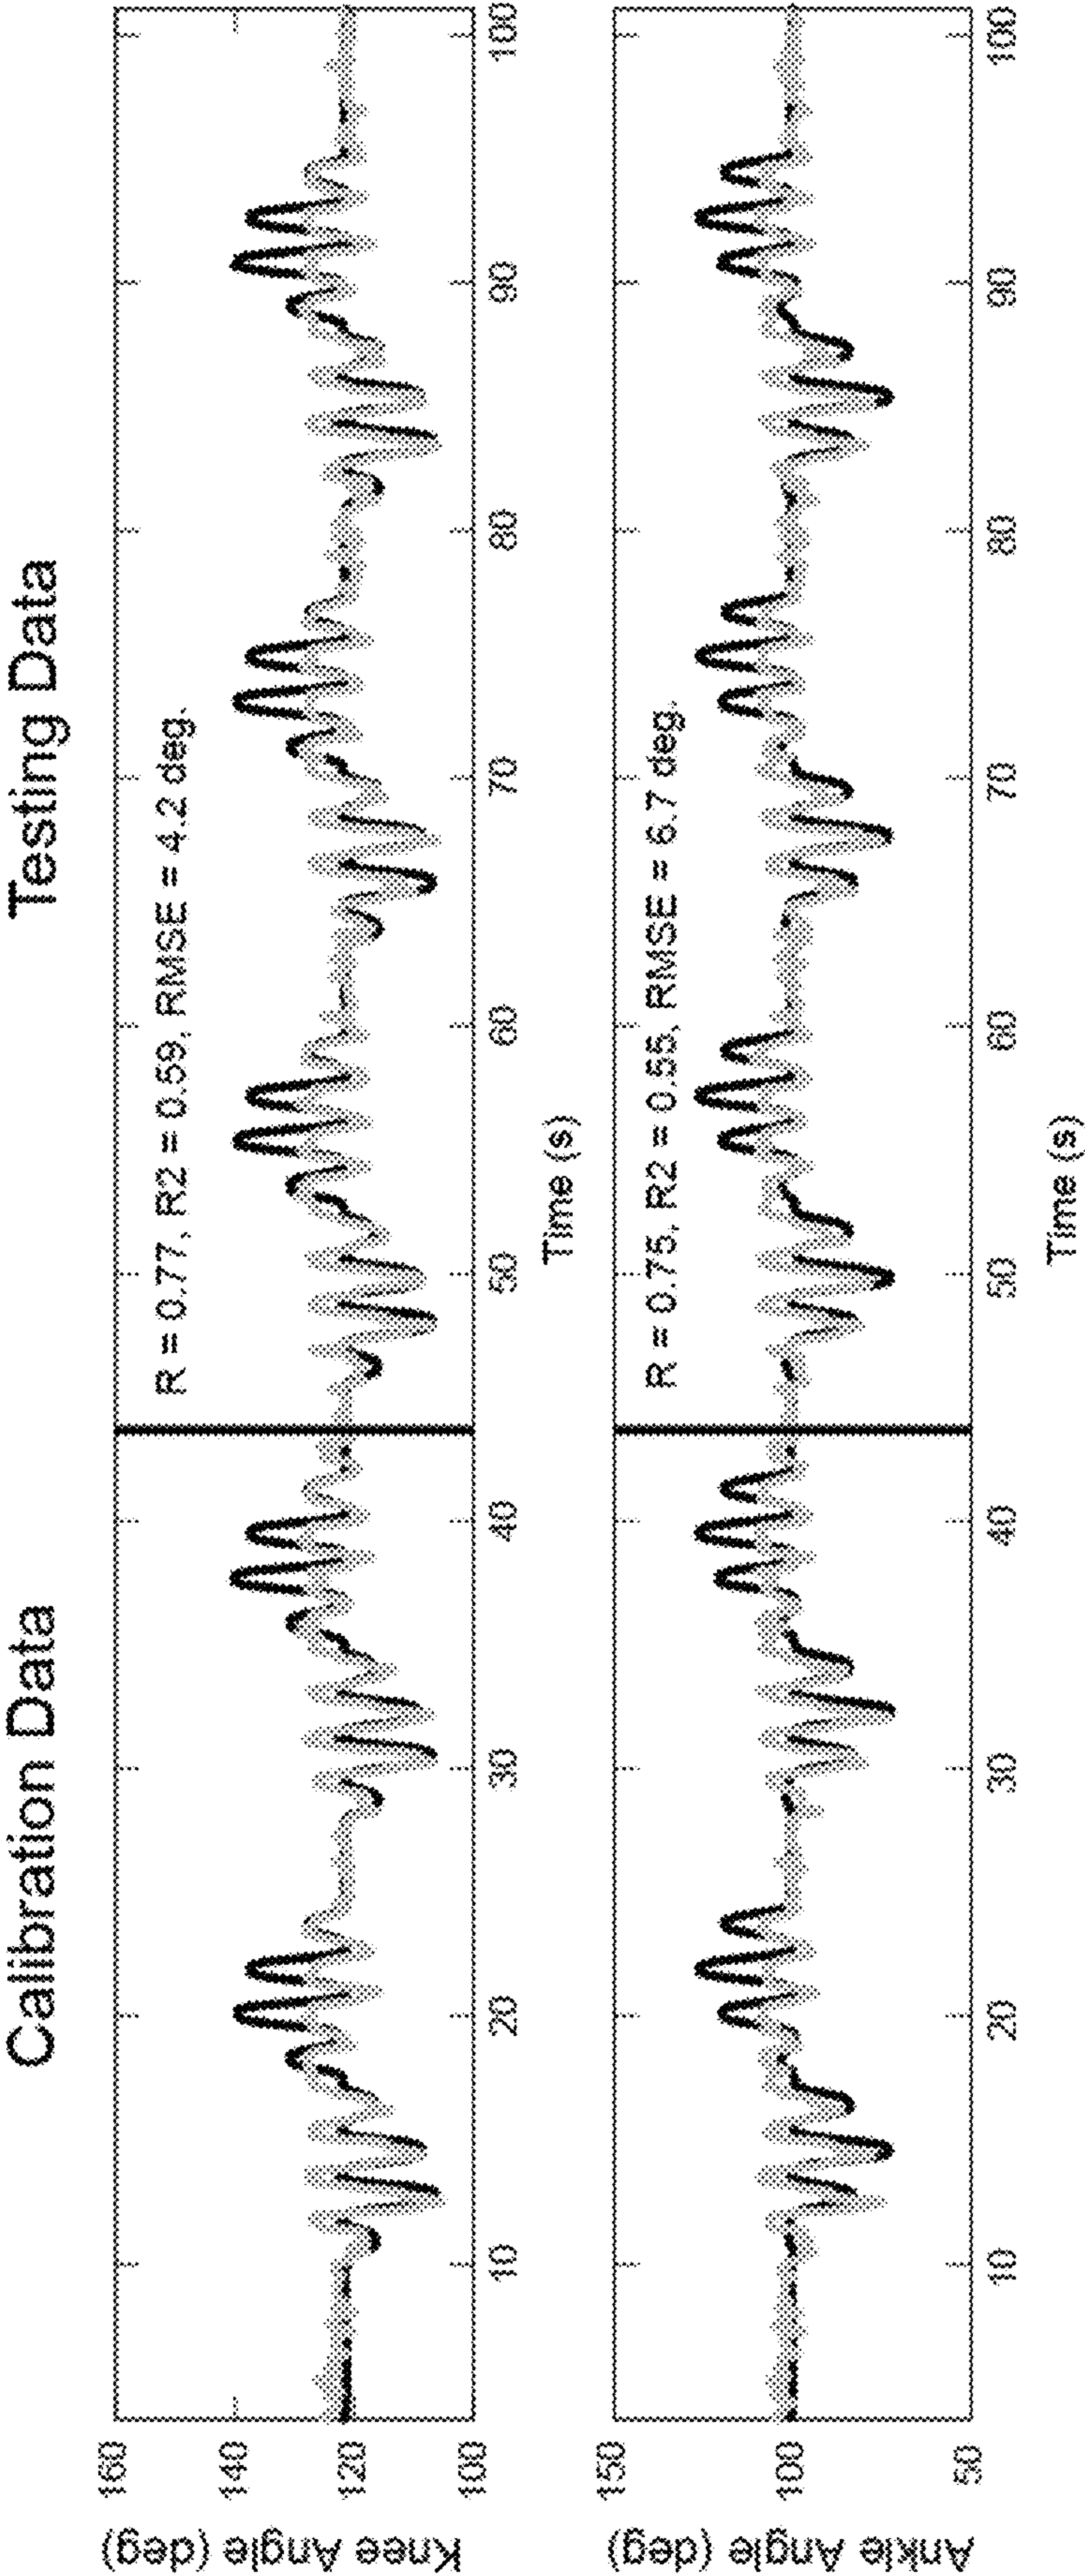 Calibration Data
Testing Data
Knee Angle
(deg)
160
140
120
100
R = 0.77, R2 = 0.59, RMSE = 4.2 deg.
10
20
30
40
50
60
70
80
90
100
Time (s)
Ankle Angle
(deg)
150
100
50
R = 0.75, R2 = 0.55, RMSE = 6.7 deg.
10
20
30
40
50
60
70
80
90
100
Time (s)